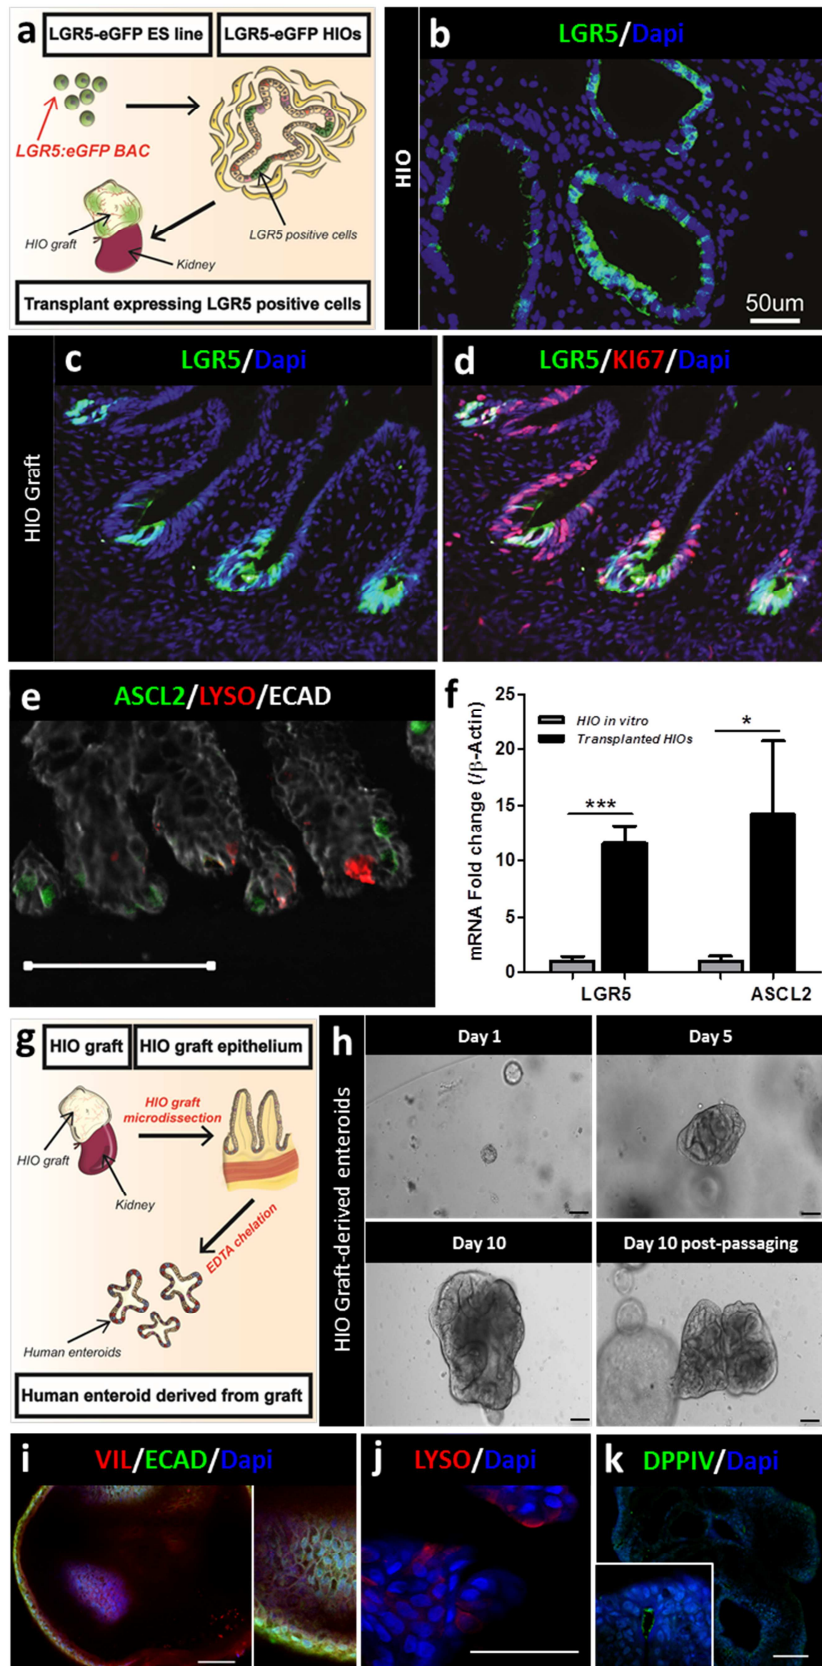 a
LGR5-eGFP ES line
LGR5-eGFP HIOs
LGR5:eGFP BAC
HIO graft
LGR5 positive cells
Kidney
Transplant expressing LGR5 positive cells
b
LGR5/Dapi
HIO
50um
c
LGR5/Dapi
d
LGR5/KI67/Dapi
HIO Graft
e
ASCL2/LYSO/ECAD
f
mRNA Fold change (/β-Actin)
25
20
15
10
5
0
HIO in vitro
Transplanted HIOs
***
*
LGR5
ASCL2
g
HIO graft
HIO graft epithelium
HIO graft
microdissection
HIO graft
Kidney
EDTA chelation
Human enteroids
Human enteroid derived from graft
h
HIO Graft-derived enteroids
Day 1
Day 5
Day 10
Day 10 post-passaging
i
VIL/ECAD/Dapi
j
LYSO/Dapi
k
DPPIV/Dapi